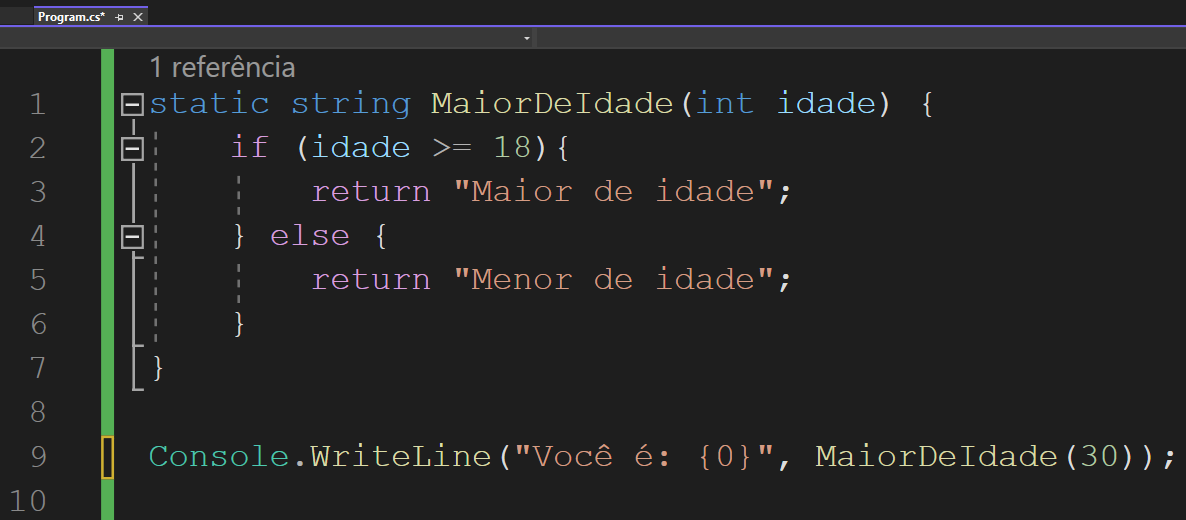 Program.cs*
1 referência
1 static string MaiorDeIdade(int idade) {
2 if (idade >= 18){
3 return "Maior de idade";
4 } else {
5 return "Menor de idade";
6 }
7 }
8
9 Console.WriteLine("Você é: {0}", MaiorDeIdade(30));
10